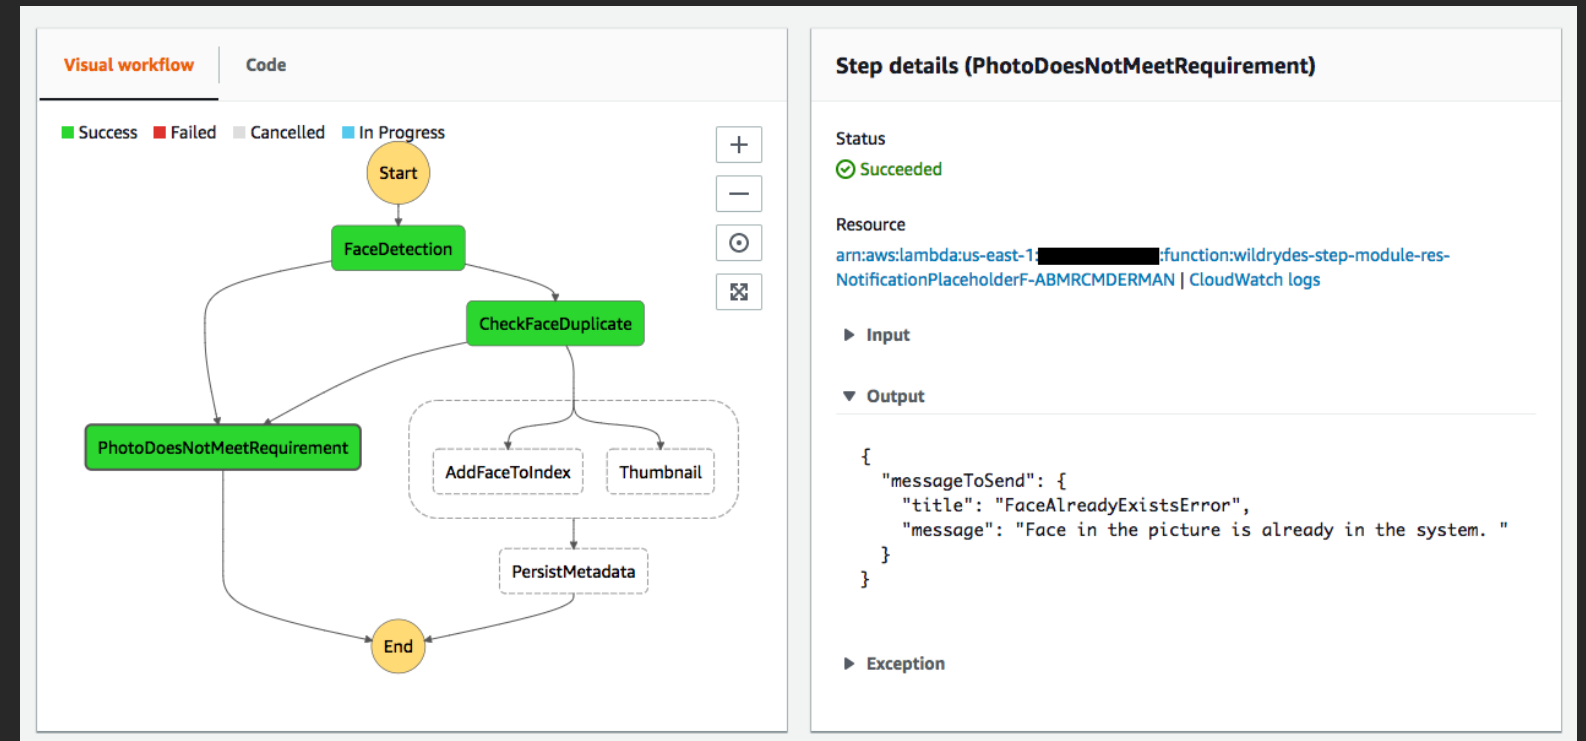 Visual workflow
Code
Success
Failed
Cancelled
In Progress
Start
FaceDetection
CheckFaceDuplicate
PhotoDoesNotMeetRequirement
AddFaceToIndex
Thumbnail
PersistMetadata
End
Step details (PhotoDoesNotMeetRequirement)
Status
Succeeded
Resource
arn:aws:lambda:us-east-1: :function:wildrydes-step-module-res-
NotificationPlaceholderF-ABMRCMDERMAN | CloudWatch logs
Input
Output
{
"messageToSend": {
"title": "FaceAlreadyExistsError",
"message": "Face in the picture is already in the system. "
}
}
Exception